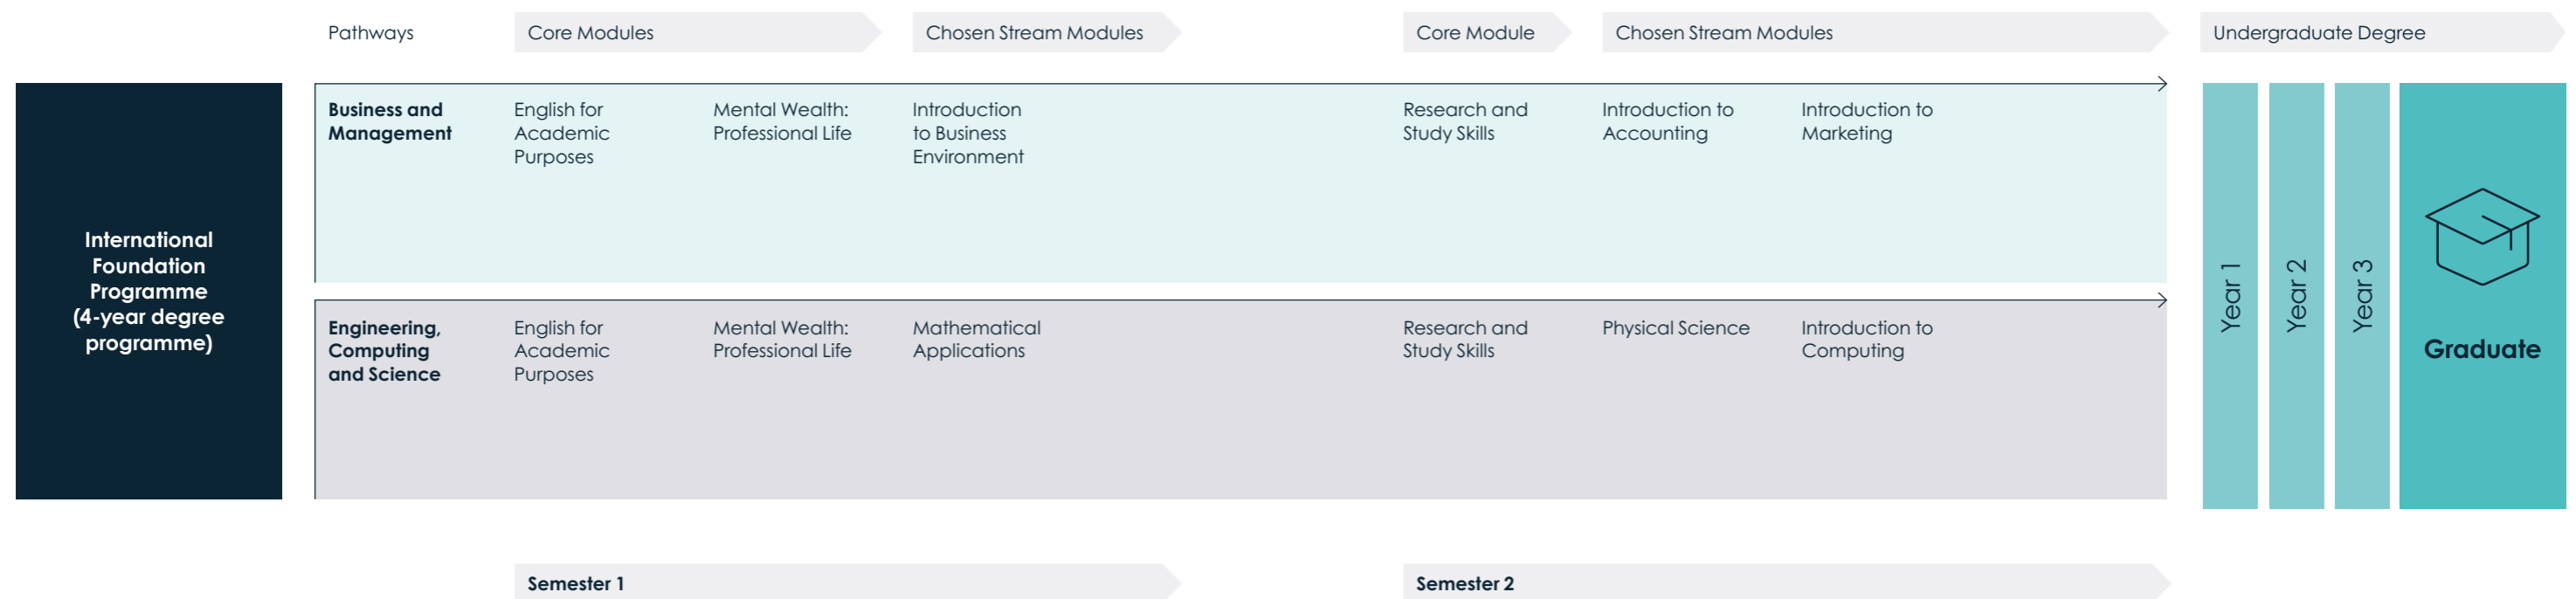 Pathways
Core Modules
Chosen Stream Modules
Core Module
Chosen Stream Modules
Undergraduate Degree
International
Foundation
Programme
(4-year degree
programme)
Business and
Management
English for
Academic
Purposes
Mental Wealth:
Professional Life
Introduction
to Business
Environment
Research and
Study Skills
Introduction to
Accounting
Introduction to
Marketing
Engineering,
Computing
and Science
English for
Academic
Purposes
Mental Wealth:
Professional Life
Mathematical
Applications
Research and
Study Skills
Physical Science
Introduction to
Computing
Year 1
Year 2
Year 3
Graduate
Semester 1
Semester 2